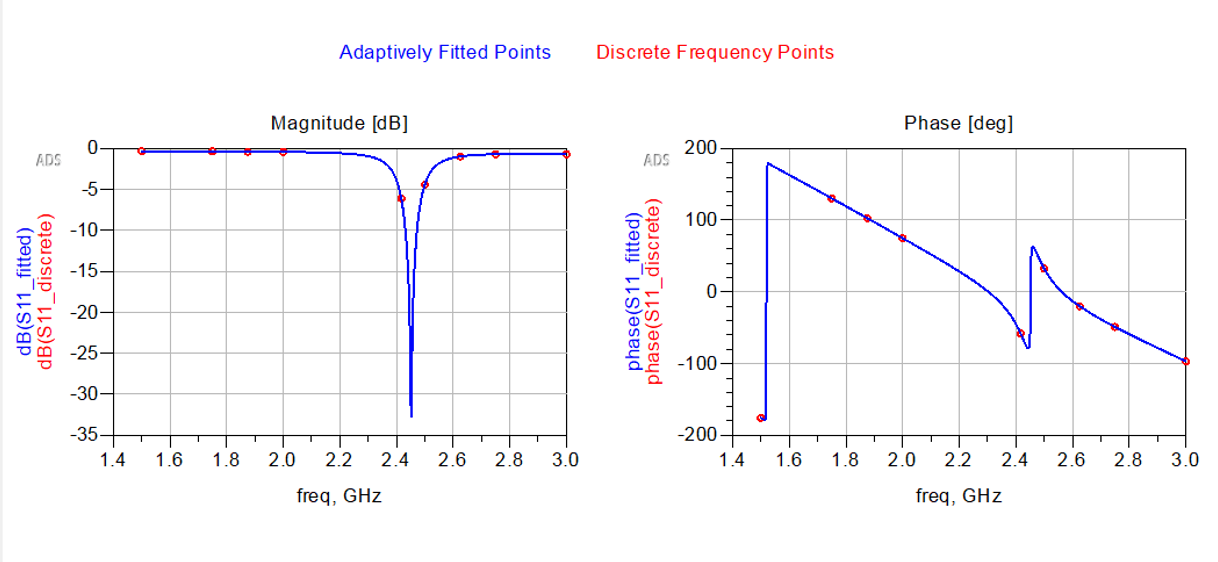 Adaptively Fitted Points Discrete Frequency Points
Magnitude [dB]
ADS
dB(S11_fitted)
dB(S11_discrete)
0
-5
-10
-15
-20
-25
-30
-35
1.4 1.6 1.8 2.0 2.2 2.4 2.6 2.8 3.0
freq, GHz
Phase [deg]
ADS
phase(S11_fitted)
phase(S11_discrete)
200
100
0
-100
-200
1.4 1.6 1.8 2.0 2.2 2.4 2.6 2.8 3.0
freq, GHz